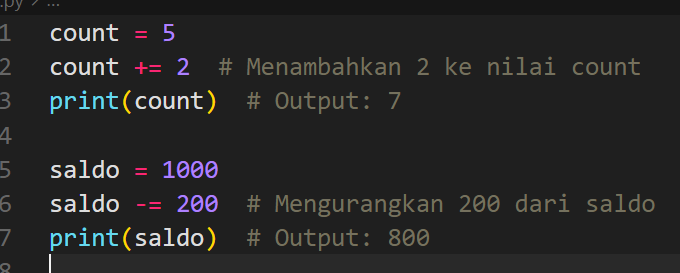 .py > ...
1 count = 5
2 count += 2 # Menambahkan 2 ke nilai count
3 print(count) # Output: 7
4
5 saldo = 1000
6 saldo -= 200 # Mengurangkan 200 dari saldo
7 print(saldo) # Output: 800
8